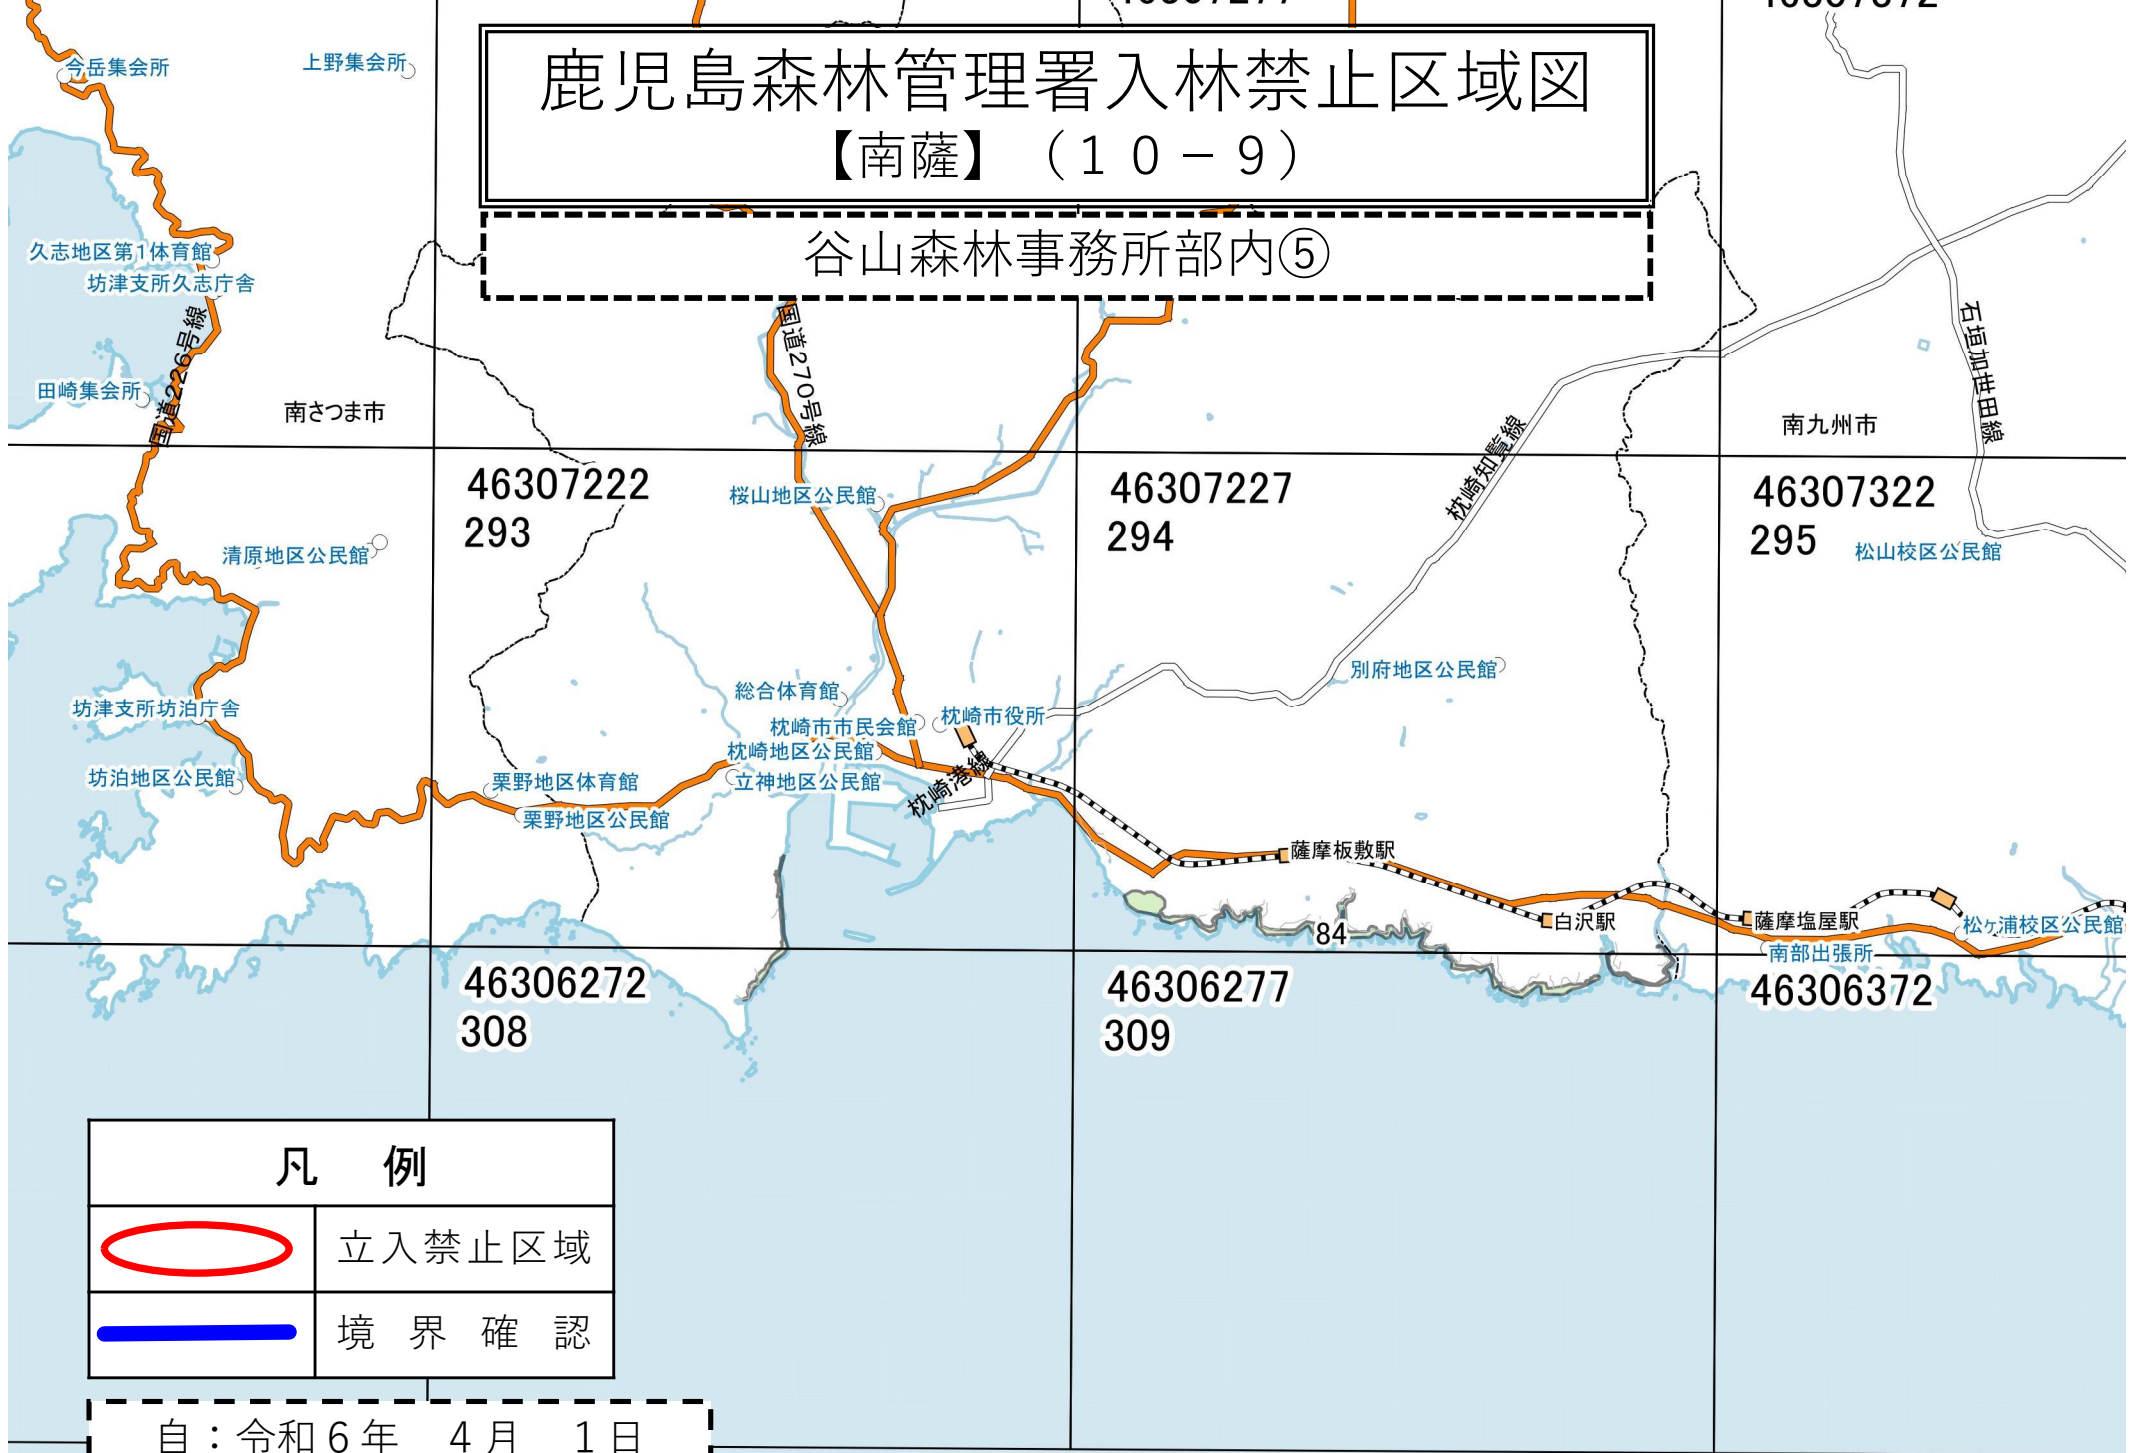 鹿児島森林管理署入林禁止区域図
【南薩】（１０－９）
谷山森林事務所部内⑤
今岳集会所
上野集会所
久志地区第1体育館
坊津支所久志庁舎
国道226号線
国道270号線
石垣加世田線
田崎集会所
南さつま市
南九州市
枕崎知覧線
46307222
293
桜山地区公民館
46307227
294
46307322
295
松山校区公民館
清原地区公民館
別府地区公民館
総合体育館
坊津支所坊泊庁舎
枕崎市役所
枕崎市市民会館
枕崎地区公民館
坊泊地区公民館
栗野地区体育館
立神地区公民館
枕崎港線
栗野地区公民館
薩摩板敷駅
白沢駅
薩摩塩屋駅
松ヶ浦校区公民館
84
南部出張所
46306272
308
46306277
309
46306372
凡　例
立入禁止区域
境　界　確　認
自：令和６年　４月　１日